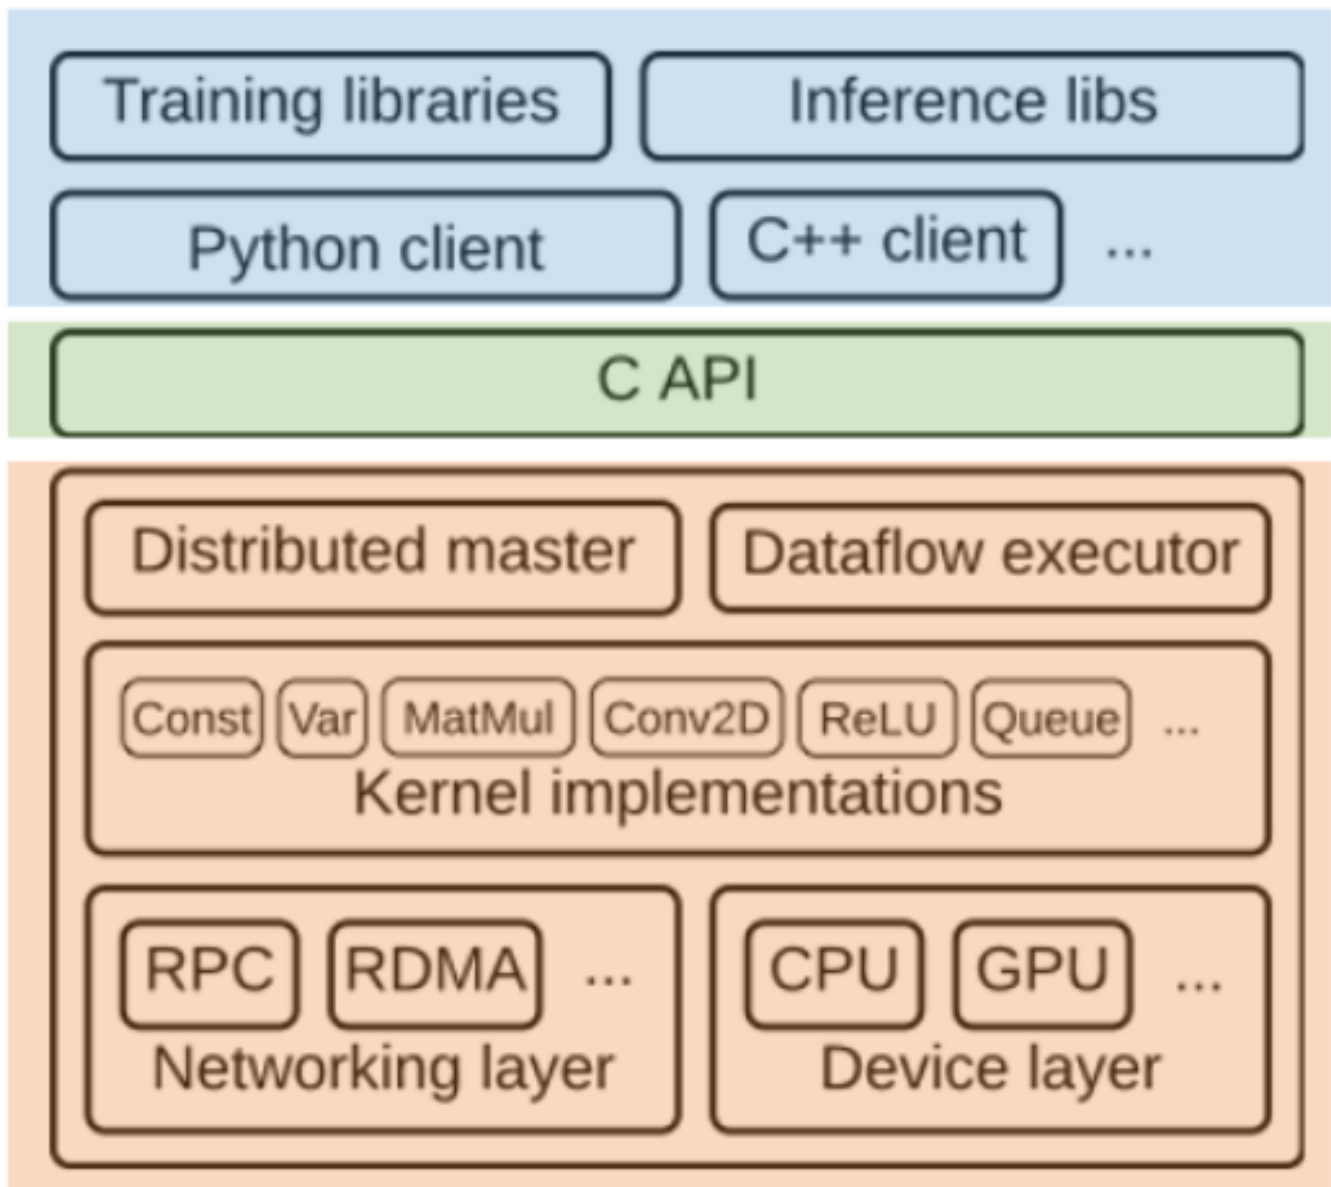 Training libraries
Inference libs
Python client
C++ client
...
C API
Distributed master
Dataflow executor
Const
Var
MatMul
Conv2D
ReLU
Queue
...
Kernel implementations
RPC
RDMA
...
Networking layer
CPU
GPU
...
Device layer